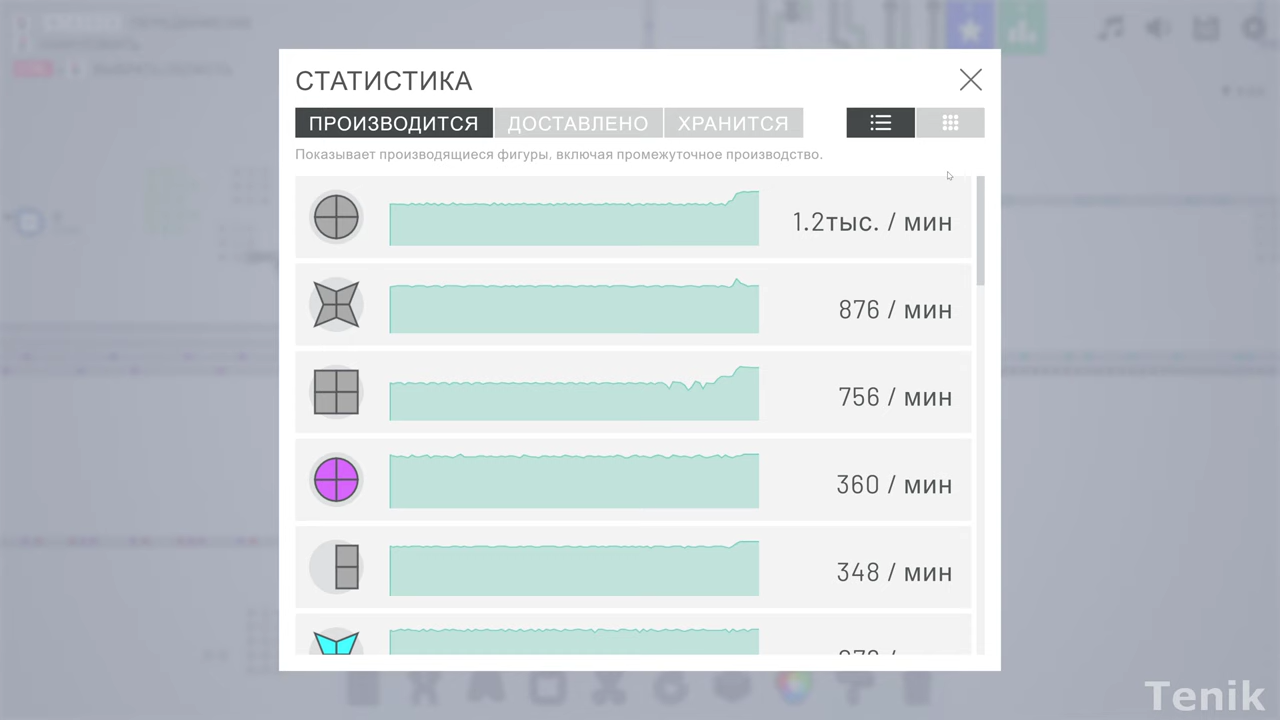 СТАТИСТИКА
ПРОИЗВОДИТСЯ ДОСТАВЛЕНО ХРАНИТСЯ
Показывает производящиеся фигуры, включая промежуточное производство.
1.2тыс. / мин
876 / мин
756 / мин
360 / мин
348 / мин
Tenik